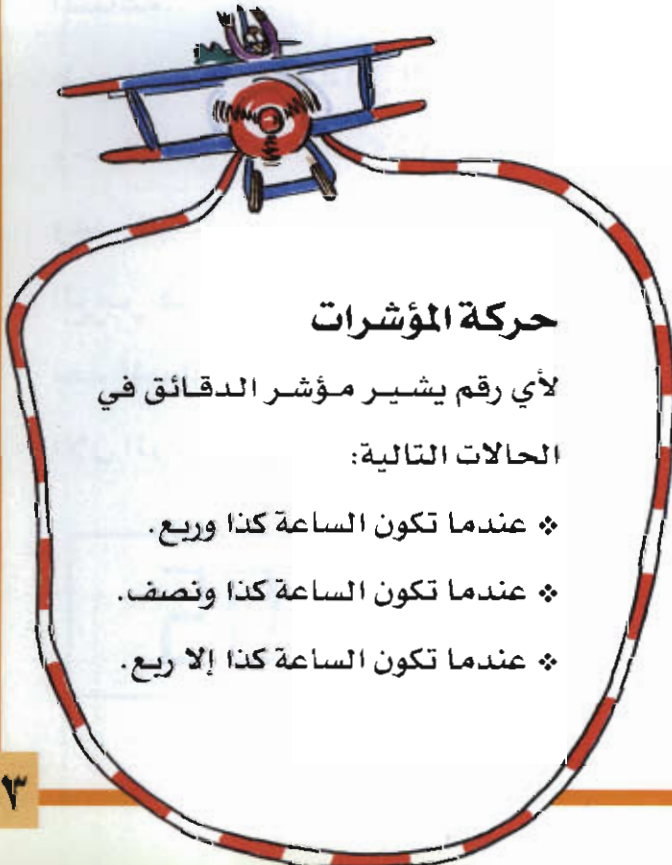 حركة المؤشرات
لأي رقم يشير مؤشر الدقائق في
الحالات التالية:
❖ عندما تكون الساعة كذا وربع.
❖ عندما تكون الساعة كذا ونصف.
❖ عندما تكون الساعة كذا إلا ربع.